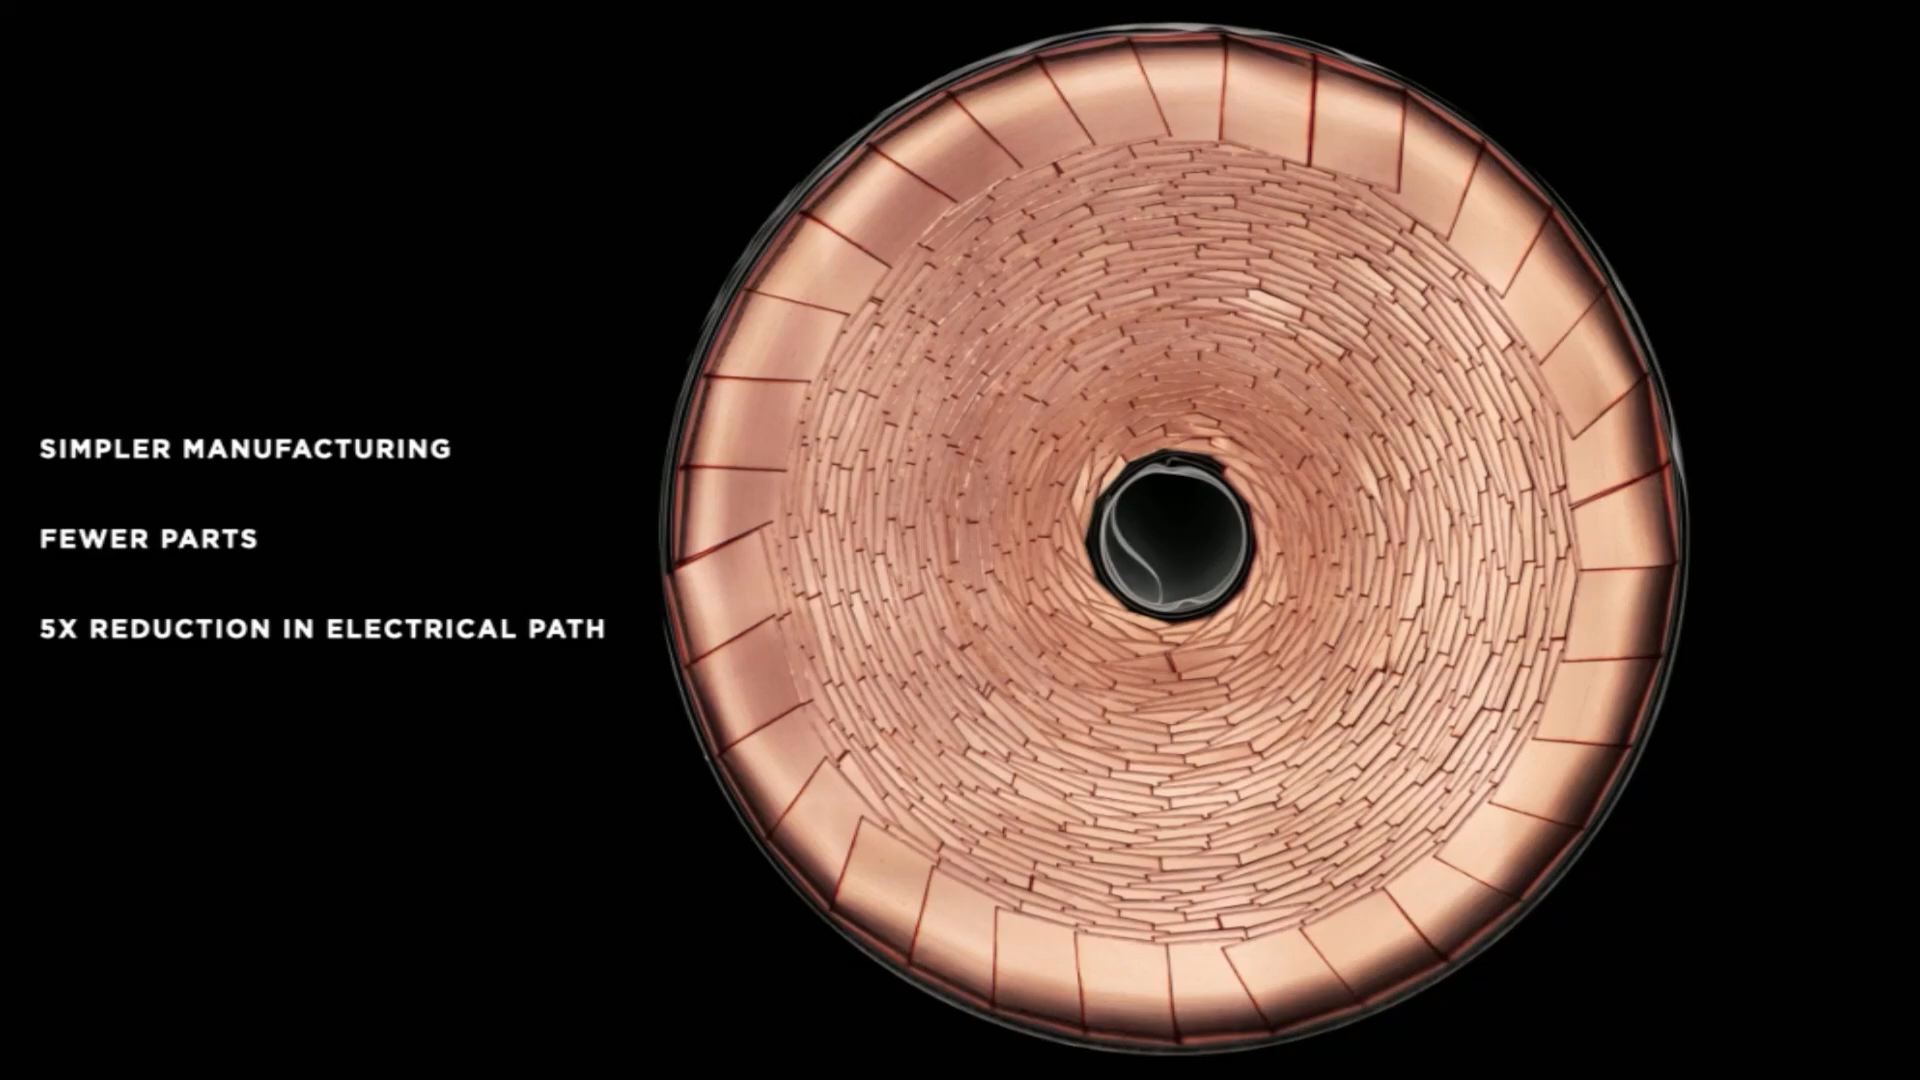 SIMPLER MANUFACTURING
FEWER PARTS
5X REDUCTION IN ELECTRICAL PATH